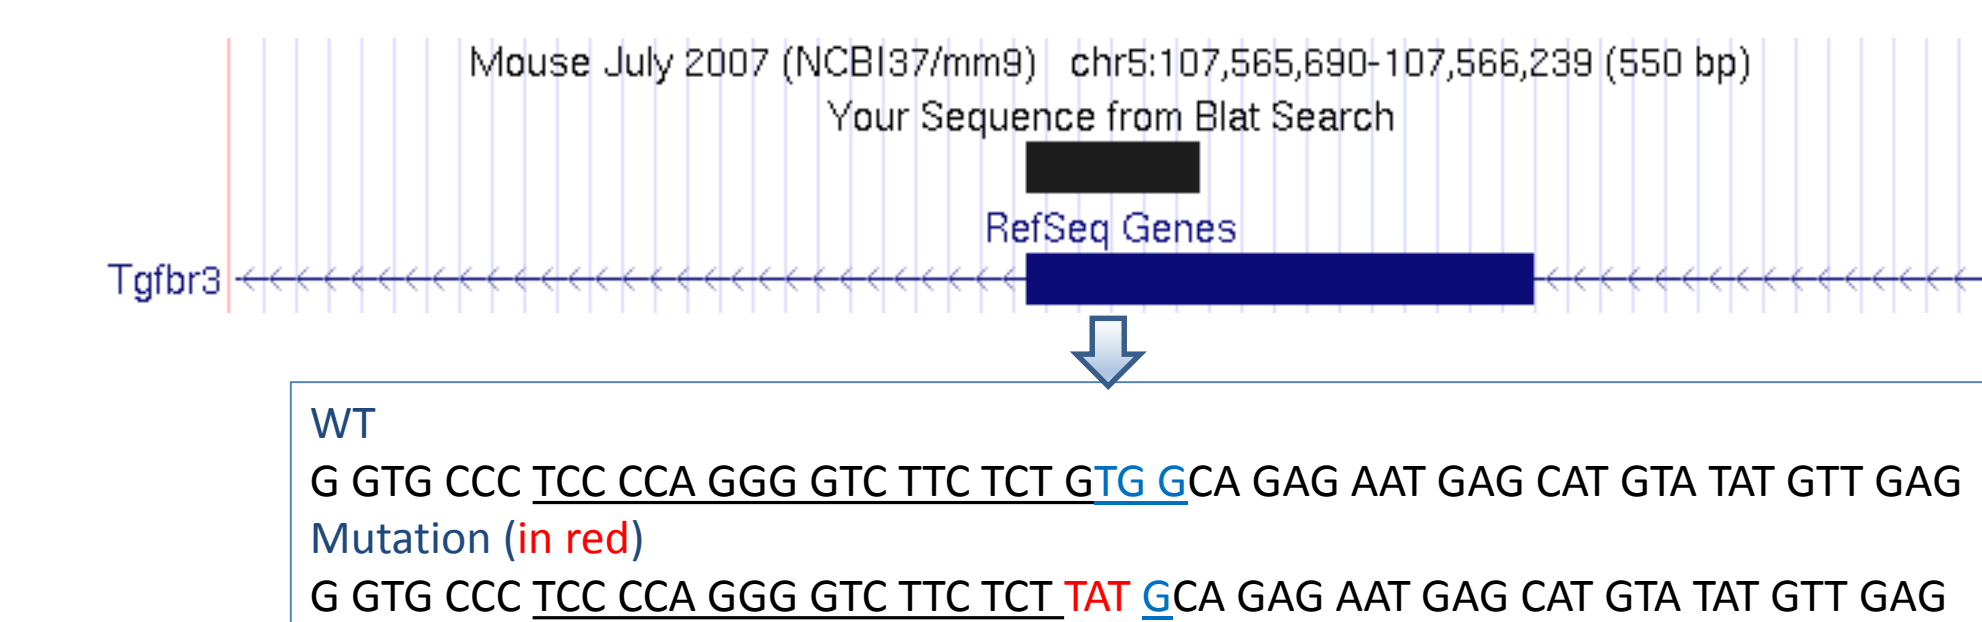 Mouse July 2007 (NCBI37/mm9) chr5:107,565,690-107,566,239 (550 bp)
Your Sequence from Blat Search
RefSeq Genes
Tgfbr3
WT
G GTG CCC TCC CCA GGG GTC TTC TCT GTG GCA GAG AAT GAG CAT GTA TAT GTT GAG
Mutation (in red)
G GTG CCC TCC CCA GGG GTC TTC TCT TAT GCA GAG AAT GAG CAT GTA TAT GTT GAG